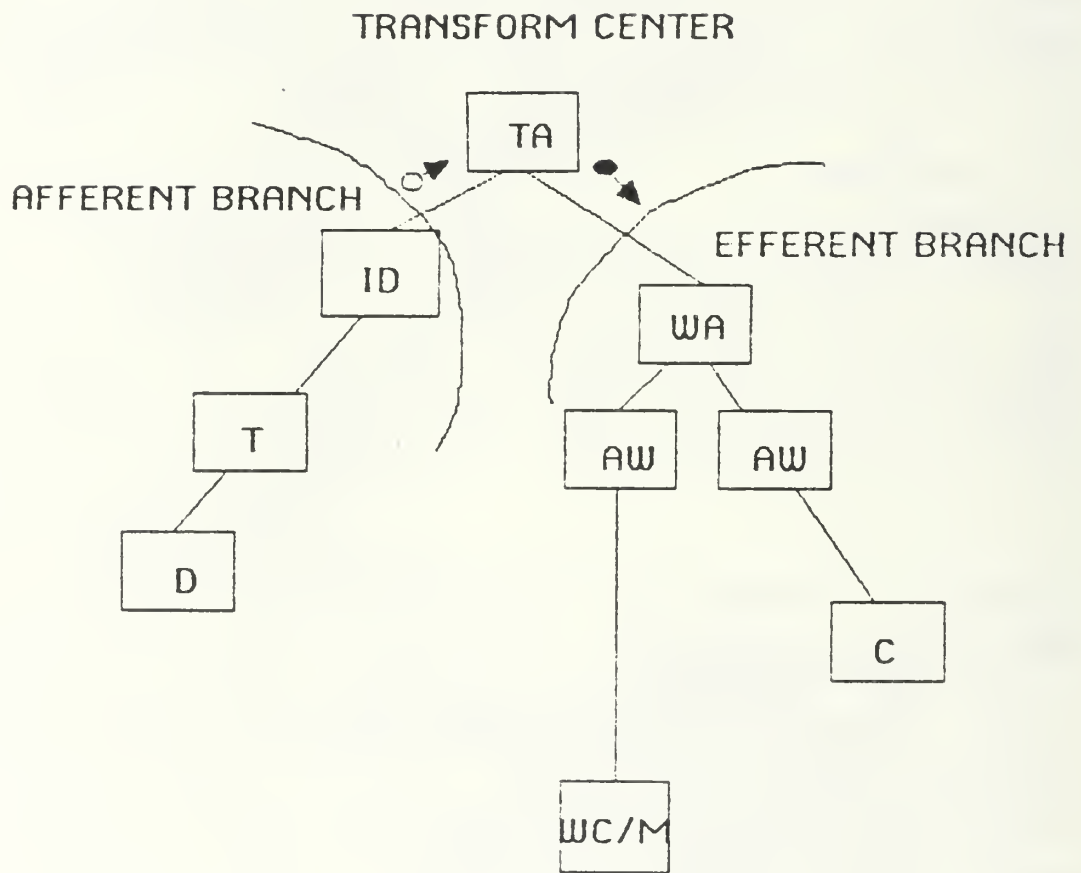 TRANSFORM CENTER
TA
AFFERENT BRANCH
EFFERENT BRANCH
ID
WA
T
AW
AW
D
C
WC/M